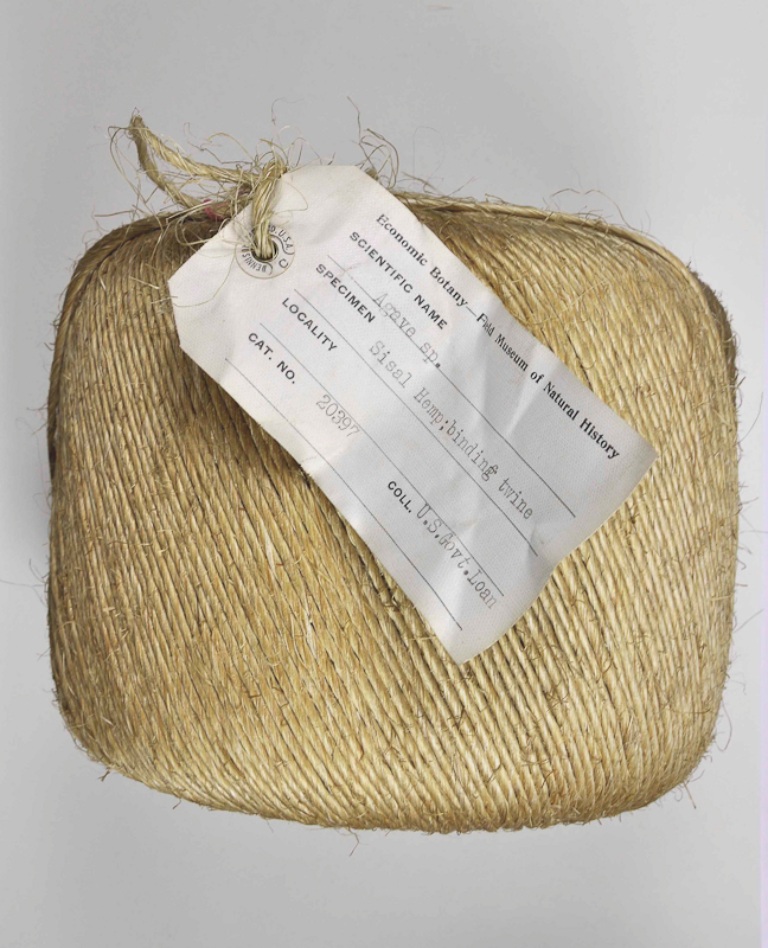 Economic Botany—Field Museum of Natural History
SCIENTIFIC NAME
Agave sp.
SPECIMEN
Sisal Hemp; binding twine
LOCALITY
CAT. NO. 20397
COLL. U.S.Govt.Loan
DENNISON
U.S.A.